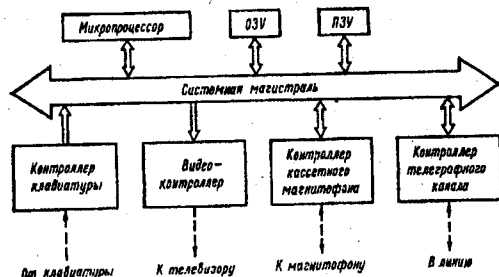 Микропроцессор
ОЗУ
ПЗУ
Системная магистраль
Контроллер
клавиатуры
Видео-
контроллер
Контроллер
кассетного
магнитофона
Контроллер
телеграфного
канала
От клавиатуры
К телевизору
К магнитофону
В линию